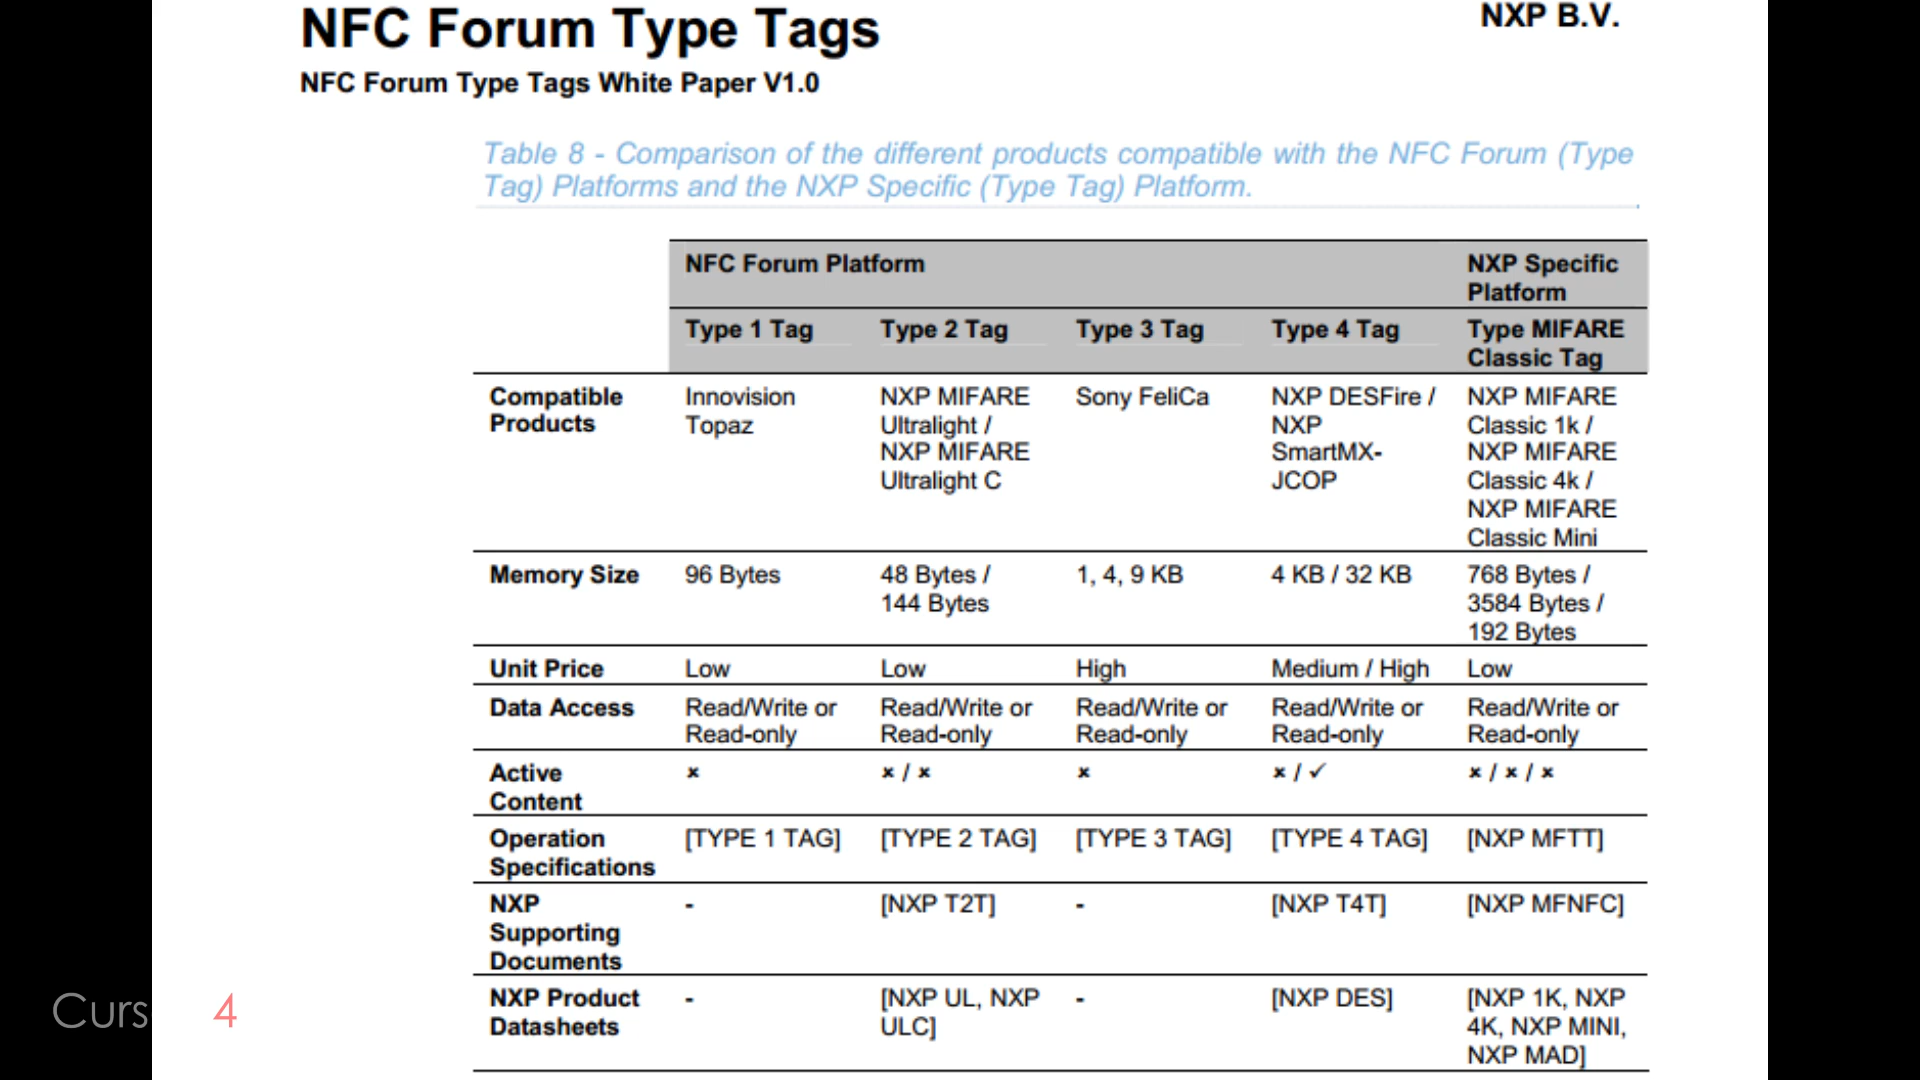 NFC Forum Type Tags
NXP B.V.
NFC Forum Type Tags White Paper V1.0
Table 8 - Comparison of the different products compatible with the NFC Forum (Type
Tag) Platforms and the NXP Specific (Type Tag) Platform.
NFC Forum Platform
NXP Specific
Platform
Type 1 Tag
Type 2 Tag
Type 3 Tag
Type 4 Tag
Type MIFARE
Classic Tag
Compatible
Products
Innovision
Topaz
NXP MIFARE
Ultralight /
NXP MIFARE
Ultralight C
Sony FeliCa
NXP DESFire /
NXP
SmartMX-
JCOP
NXP MIFARE
Classic 1k /
NXP MIFARE
Classic 4k /
NXP MIFARE
Classic Mini
Memory Size
96 Bytes
48 Bytes /
144 Bytes
1, 4, 9 KB
4 KB / 32 KB
768 Bytes /
3584 Bytes /
192 Bytes
Unit Price
Low
Low
High
Medium / High
Low
Data Access
Read/Write or
Read-only
Read/Write or
Read-only
Read/Write or
Read-only
Read/Write or
Read-only
Read/Write or
Read-only
Active
Content
×
× / ×
×
× / ✓
× / × / ×
Operation
Specifications
[TYPE 1 TAG]
[TYPE 2 TAG]
[TYPE 3 TAG]
[TYPE 4 TAG]
[NXP MFTT]
NXP
Supporting
Documents
-
[NXP T2T]
-
[NXP T4T]
[NXP MFNFC]
NXP Product
Datasheets
-
[NXP UL, NXP
ULC]
-
[NXP DES]
[NXP 1K, NXP
4K, NXP MINI,
NXP MAD]
Curs 4